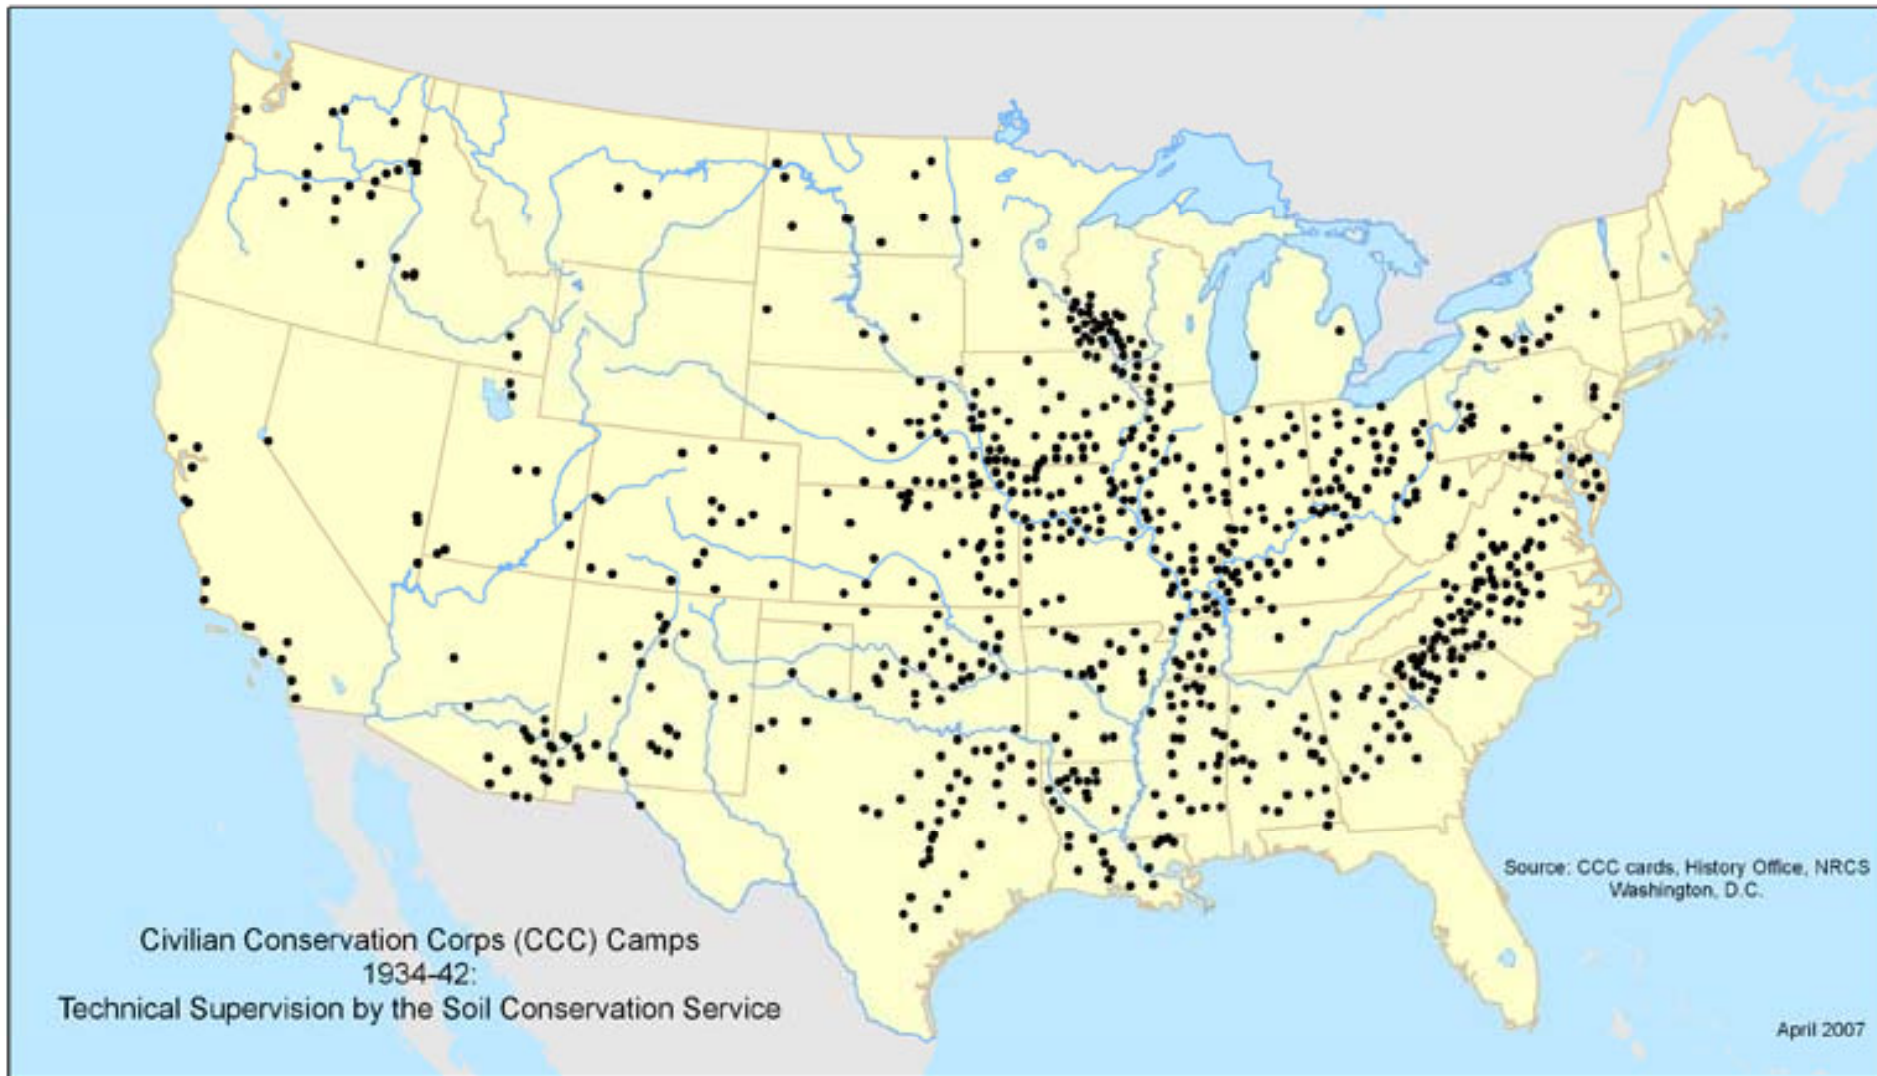 Source: CCC cards, History Office, NRCS
Washington, D.C.
Civilian Conservation Corps (CCC) Camps
1934-42:
Technical Supervision by the Soil Conservation Service
April 2007